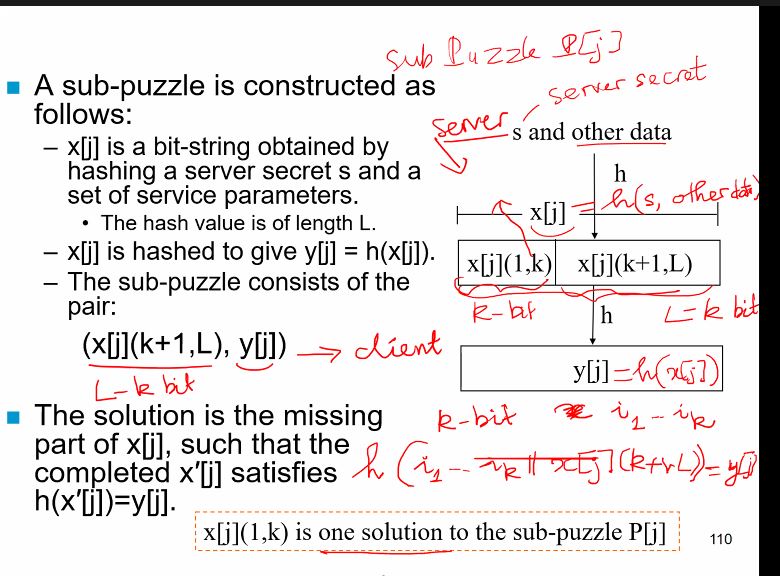 sub Puzzle P[j]
■ A sub-puzzle is constructed as
follows:
– x[j] is a bit-string obtained by
hashing a server secret s and a
set of service parameters.
• The hash value is of length L.
– x[j] is hashed to give y[j] = h(x[j]).
– The sub-puzzle consists of the
pair:
(x[j](k+1,L), y[j]) → client
L-k bit
■ The solution is the missing
part of x[j], such that the
completed x'[j] satisfies
h(x'[j])=y[j].
server secret
server s and other data
h
x[j] = h(s, other data)
x[j](1,k) x[j](k+1,L)
k-bit L-k bit
h
y[j] = h(x[j])
k-bit i1 - ik
h (i1 -- ik || x[j](k+1,L)) = y[j]
x[j](1,k) is one solution to the sub-puzzle P[j]
110